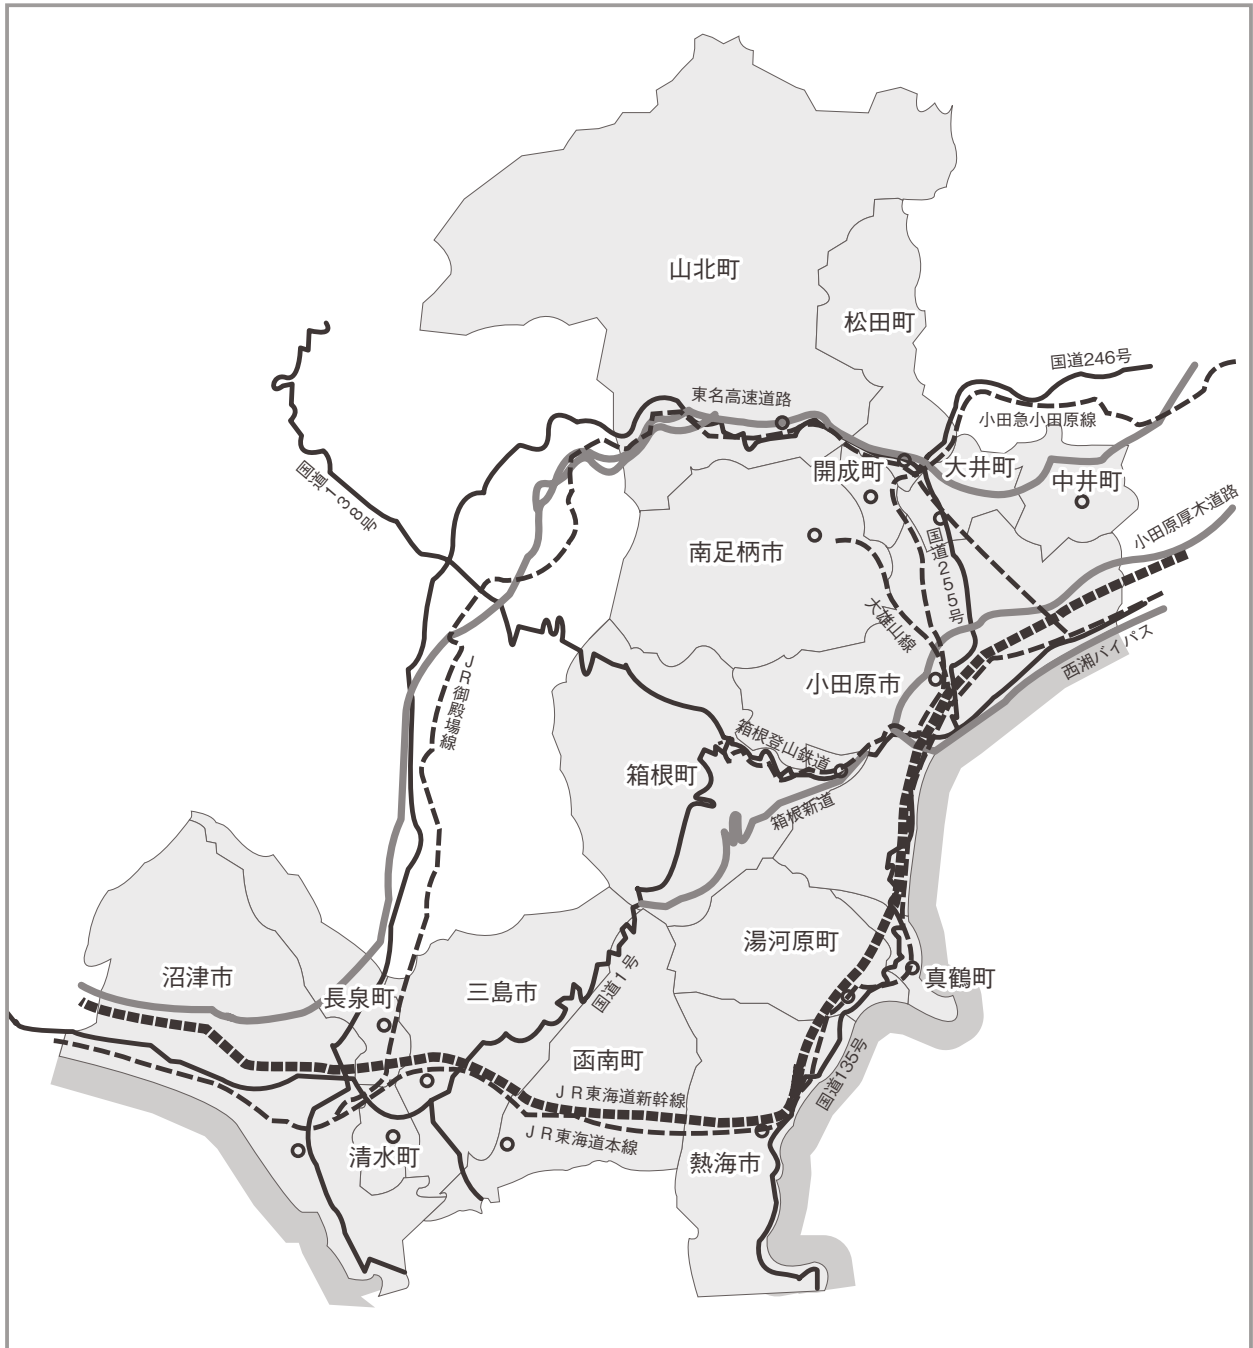 山北町
松田町
国道246号
東名高速道路
小田急小田原線
開成町
大井町
中井町
国道138号
小田原厚木道路
南足柄市
国道255号
大雄山線
西湘バイパス
JR御殿場線
小田原市
箱根登山鉄道
箱根町
箱根新道
湯河原町
沼津市
長泉町
三島市
国道1号
真鶴町
函南町
国道135号
JR東海道新幹線
JR東海道本線
清水町
熱海市